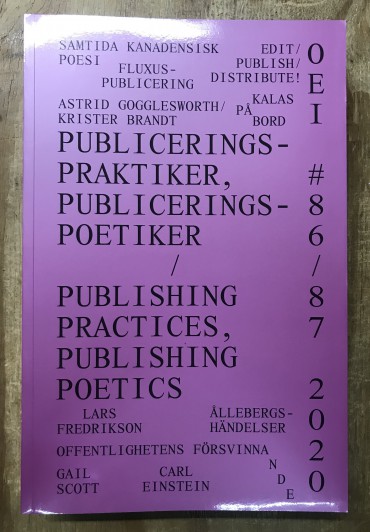 SAMTIDA KANADENSISK
POESI
EDIT/
PUBLISH/
DISTRIBUTE!
FLUXUS-
PUBLICERING
ASTRID GOGGLESWORTH/
KRISTER BRANDT
KALAS
PÅ
BORD
PUBLICERINGS-
PRAKTIKER,
PUBLICERINGS-
POETIKER
/
PUBLISHING
PRACTICES,
PUBLISHING
POETICS
LARS
FREDRIKSON
ÅLLEBERGS-
HÄNDELSER
OFFENTLIGHETENS FÖRSVINNANDE
GAIL
SCOTT
CARL
EINSTEIN
OEI #86/87 2020